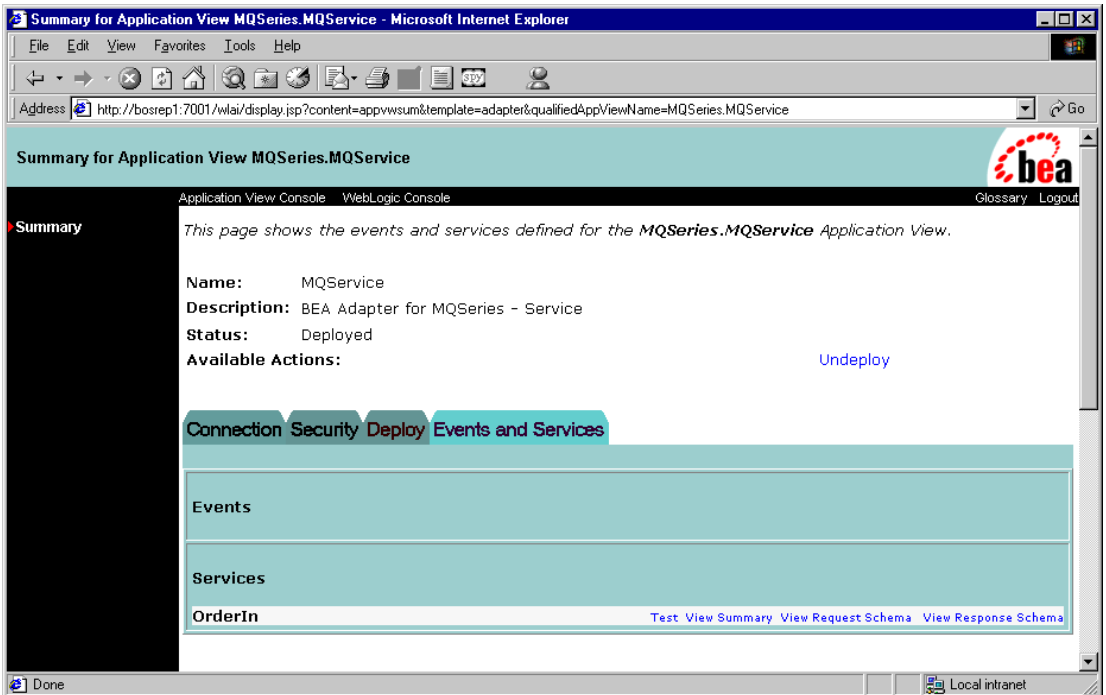 Summary for Application View MQSeries.MQService - Microsoft Internet Explorer
File Edit View Favorites Tools Help
SPY
Address http://bosrep1:7001/wlai/display.jsp?content=appvwsum&template=adapter&qualifiedAppViewName=MQSeries.MQService Go
Summary for Application View MQSeries.MQService
bea
Application View Console WebLogic Console Glossary Logout
Summary
This page shows the events and services defined for the MQSeries.MQService Application View.
Name: MQService
Description: BEA Adapter for MQSeries - Service
Status: Deployed
Available Actions: Undeploy
Connection Security Deploy Events and Services
Events
Services
OrderIn Test View Summary View Request Schema View Response Schema
Done Local intranet